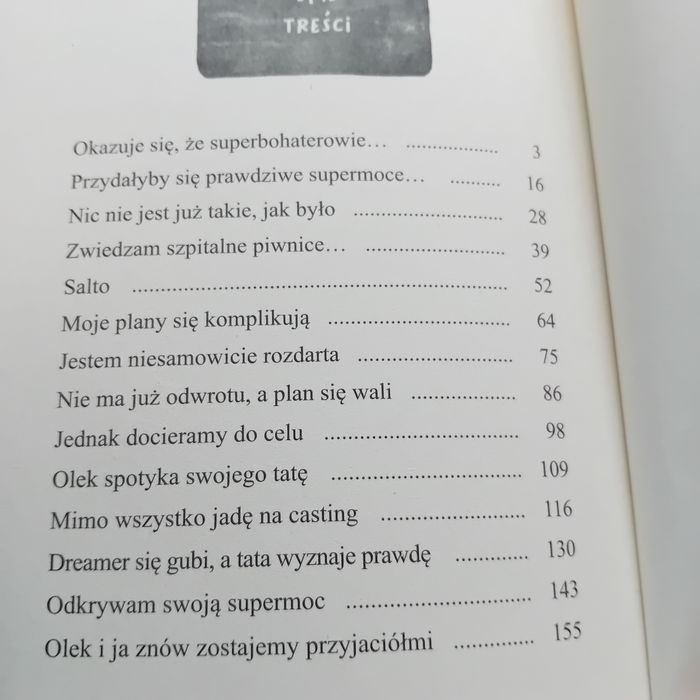 TREŚCI
Okazuje się, że superbohaterowie... .................. 3
Przydałyby się prawdziwe supermoce... ......... 16
Nic nie jest już takie, jak było .......................... 28
Zwiedzam szpitalne piwnice... ......................... 39
Salto .................................................................. 52
Moje plany się komplikują ................................ 64
Jestem niesamowicie rozdarta ........................... 75
Nie ma już odwrotu, a plan się wali .................. 86
Jednak docieramy do celu .................................. 98
Olek spotyka swojego tatę ................................. 109
Mimo wszystko jadę na casting ......................... 116
Dreamer się gubi, a tata wyznaje prawdę ............. 130
Odkrywam swoją supermoc ................................ 143
Olek i ja znów zostajemy przyjaciółmi .............. 155